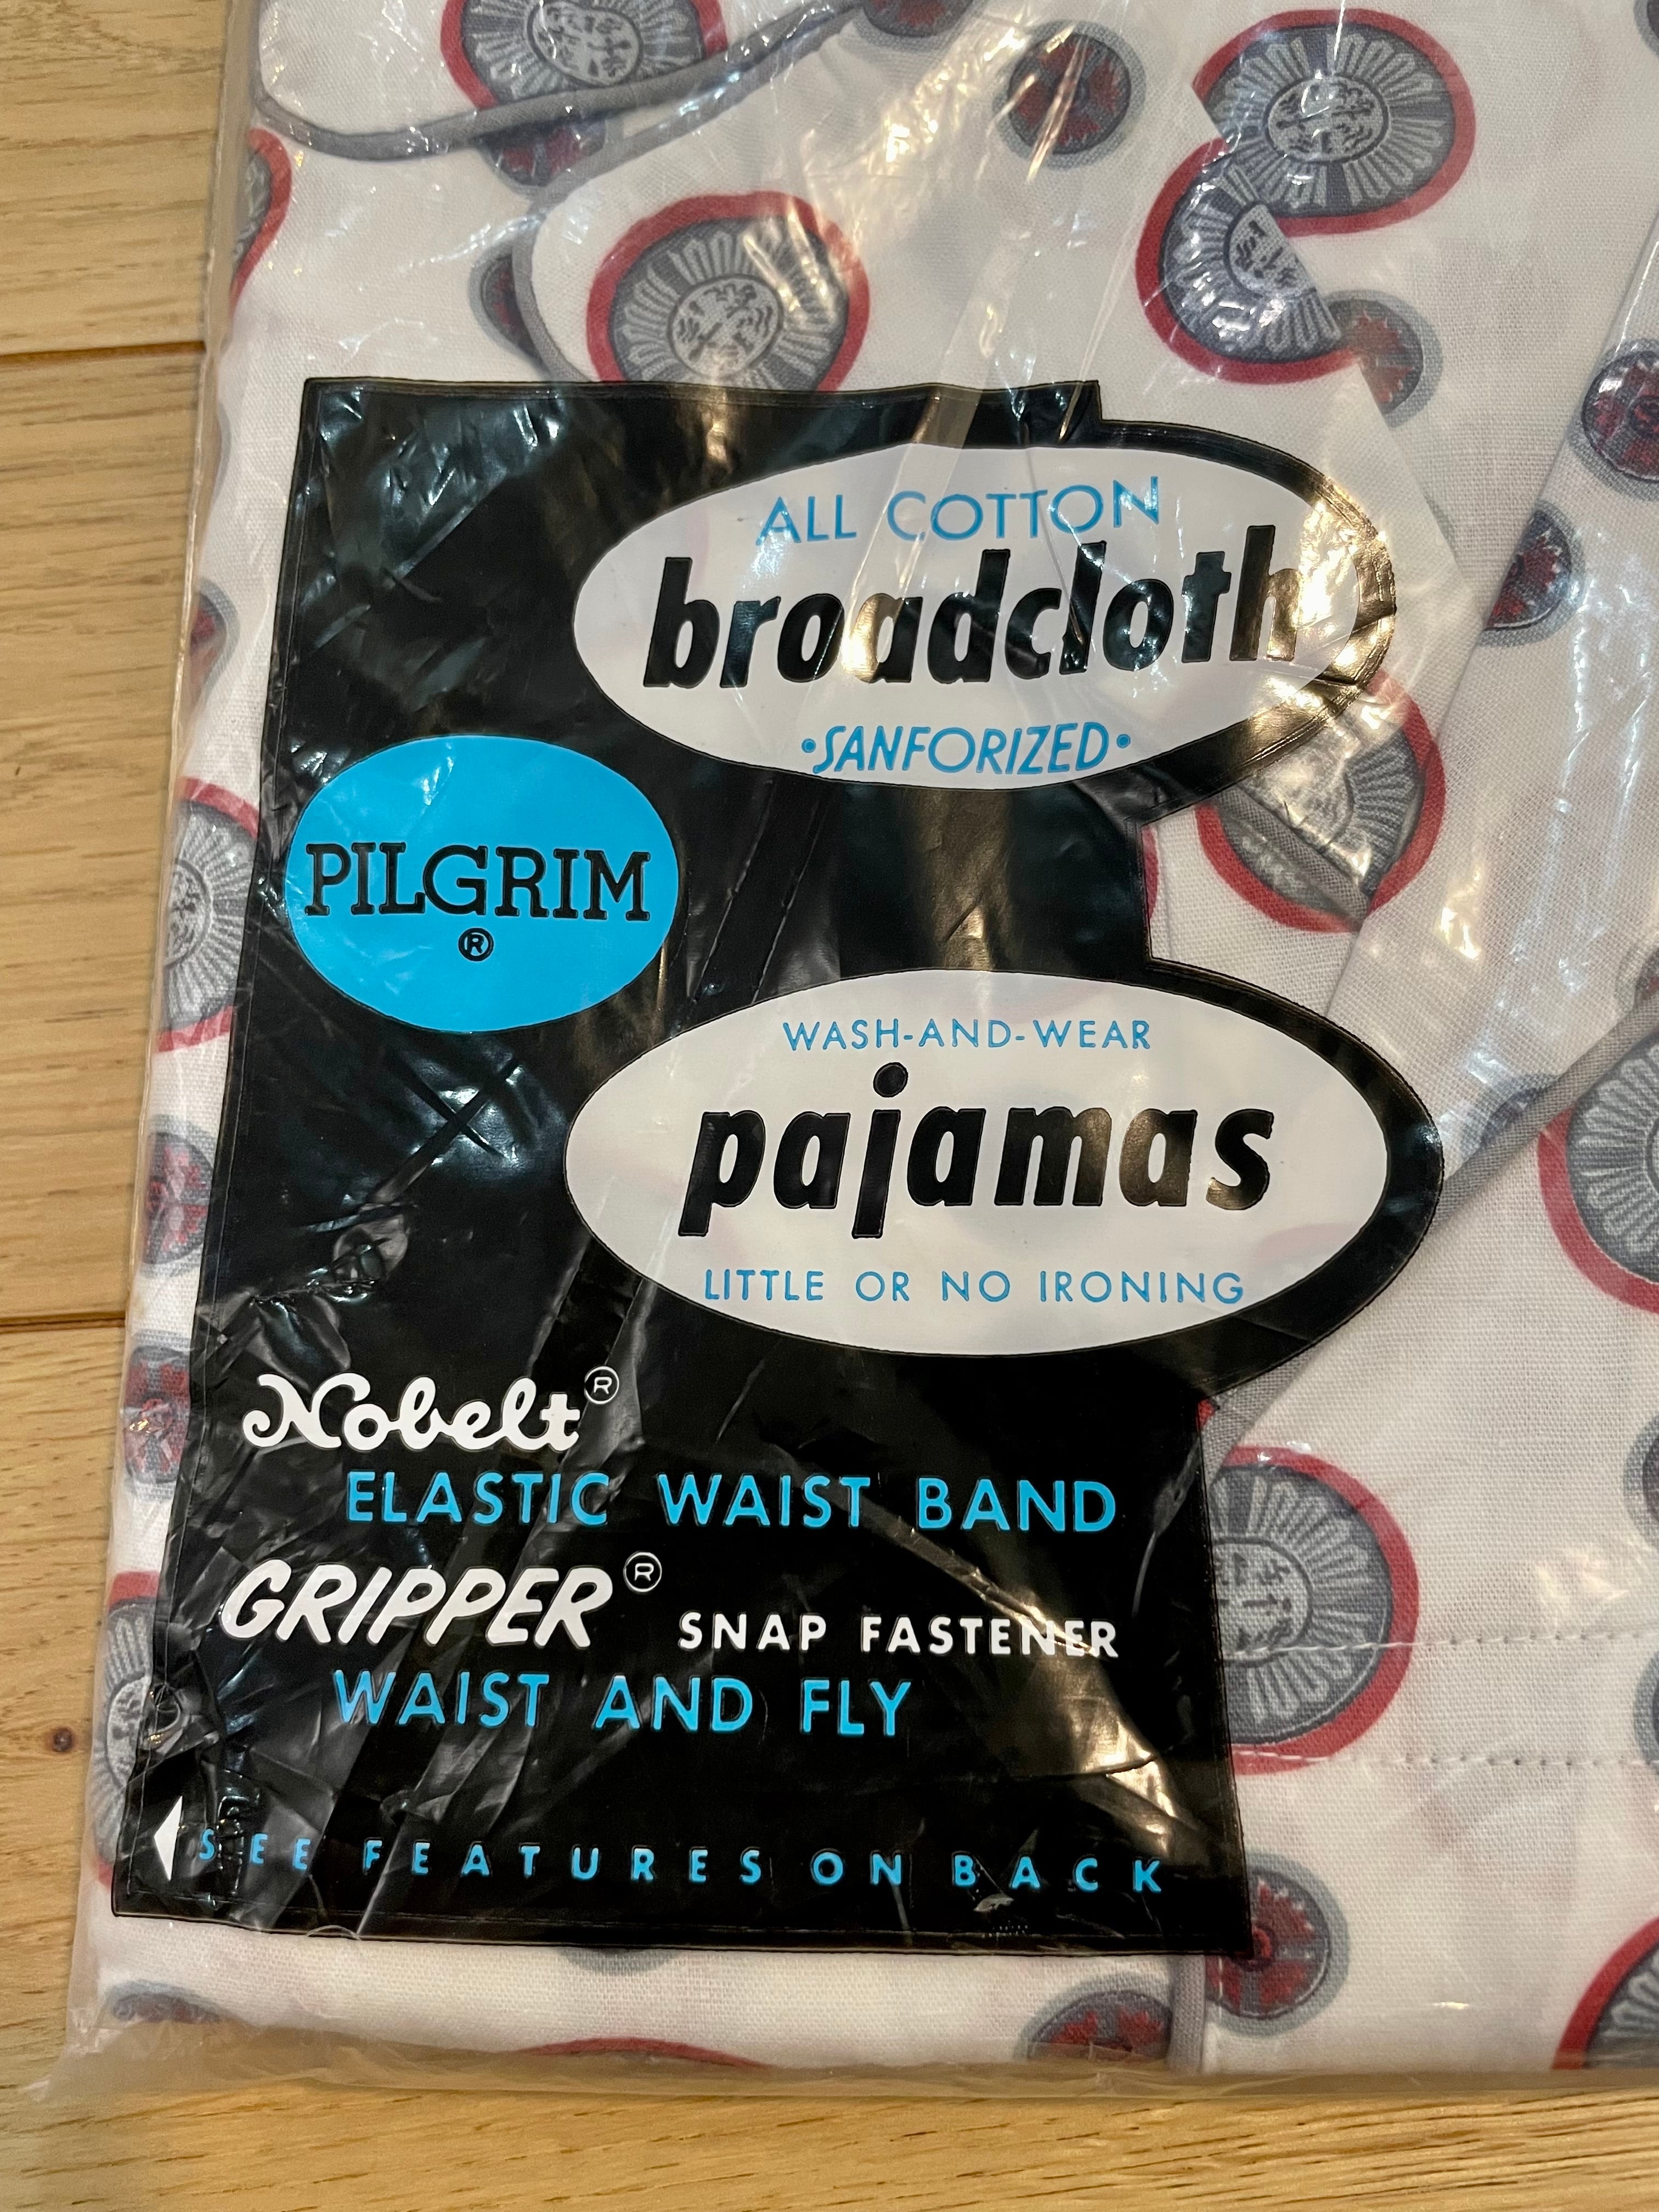 ALL COTTON
broadcloth
•SANFORIZED•
PILGRIM
®
WASH-AND-WEAR
pajamas
LITTLE OR NO IRONING
Nobelt®
ELASTIC WAIST BAND
GRIPPER® SNAP FASTENER
WAIST AND FLY
SEE FEATURES ON BACK